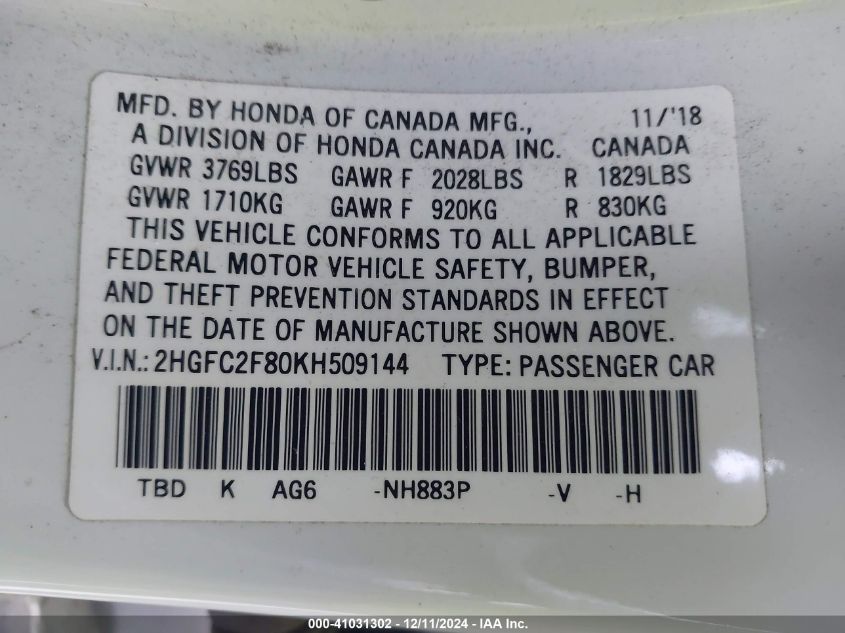 MFD. BY HONDA OF CANADA MFG., 11/'18
A DIVISION OF HONDA CANADA INC. CANADA
GVWR 3769LBS GAWR F 2028LBS R 1829LBS
GVWR 1710KG GAWR F 920KG R 830KG
THIS VEHICLE CONFORMS TO ALL APPLICABLE
FEDERAL MOTOR VEHICLE SAFETY, BUMPER,
AND THEFT PREVENTION STANDARDS IN EFFECT
ON THE DATE OF MANUFACTURE SHOWN ABOVE.
V.I.N.: 2HGFC2F80KH509144 TYPE: PASSENGER CAR
TBD K AG6 -NH883P -V -H
000-41031302 - 12/11/2024 - IAA Inc.